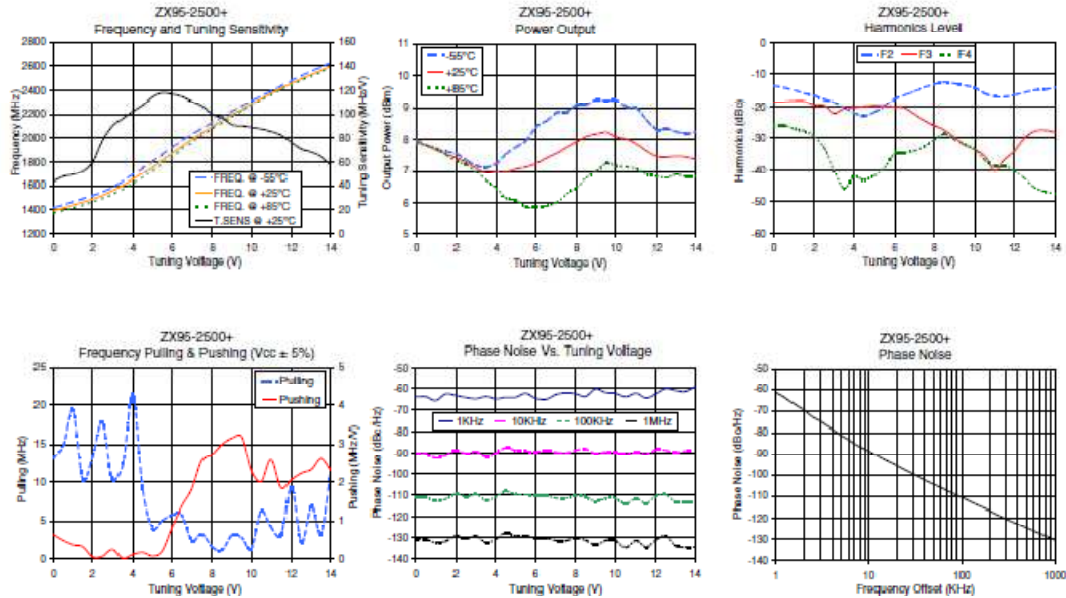 ZX95-2500+
Frequency and Tuning Sensitivity
2800
2600
2400
2200
2000
1800
1600
1400
1200
Frequency (MHz)
160
140
120
100
80
60
40
20
0
Tuning Sensitivity (MHz/V)
FREQ. @ -55°C
FREQ. @ +25°C
FREQ. @ +85°C
T.SENS @ +25°C
0 2 4 6 8 10 12 14
Tuning Voltage (V)
ZX95-2500+
Power Output
11
10
9
8
7
6
5
Output Power (dBm)
-55°C
+25°C
+85°C
0 2 4 6 8 10 12 14
Tuning Voltage (V)
ZX95-2500+
Harmonics Level
0
-10
-20
-30
-40
-50
-60
Harmonics (dBc)
F2 F3 F4
0 2 4 6 8 10 12 14
Tuning Voltage (V)
ZX95-2500+
Frequency Pulling & Pushing (Vcc ± 5%)
25
20
15
10
5
0
Pulling (MHz)
5
4
3
2
1
0
Pushing (MHz/V)
Pulling
Pushing
0 2 4 6 8 10 12 14
Tuning Voltage (V)
ZX95-2500+
Phase Noise Vs. Tuning Voltage
-50
-60
-70
-80
-90
-100
-110
-120
-130
-140
Phase Noise (dBc/Hz)
1KHz 10KHz 100KHz 1MHz
0 2 4 6 8 10 12 14
Tuning Voltage (V)
ZX95-2500+
Phase Noise
-50
-60
-70
-80
-90
-100
-110
-120
-130
-140
Phase Noise (dBc/Hz)
1 10 100 1000
Frequency Offset (KHz)